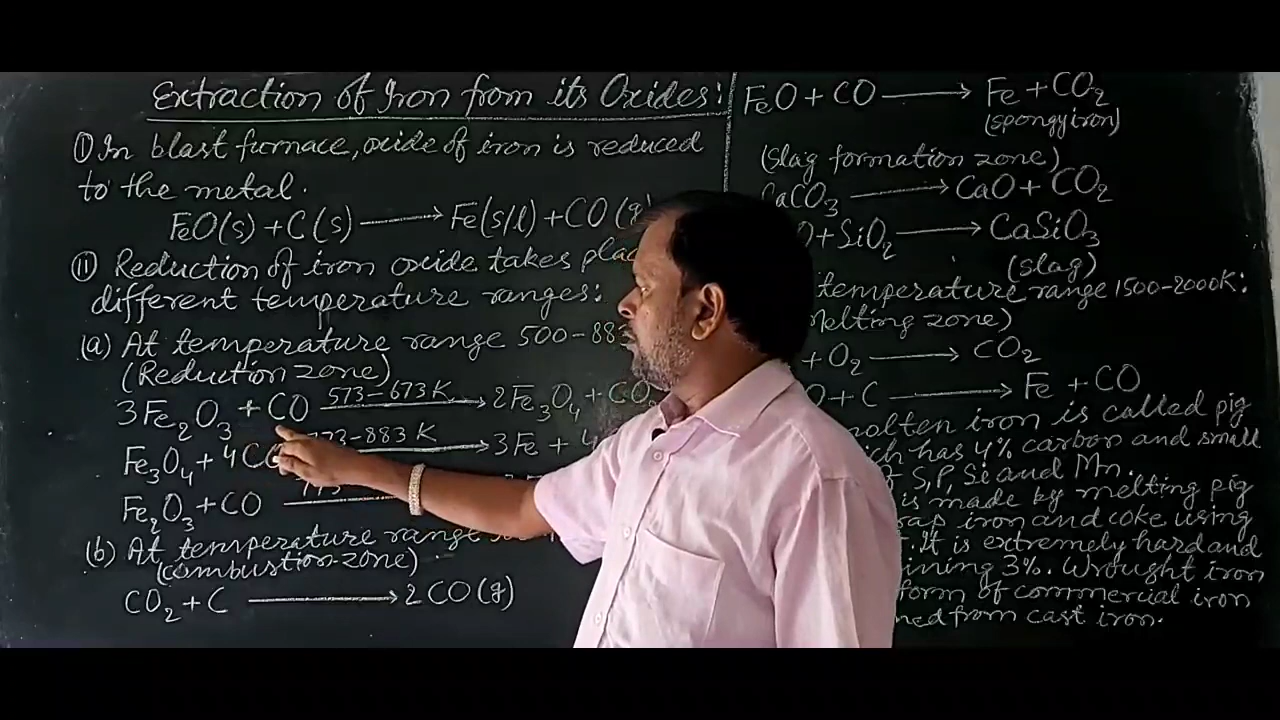 Extraction of Iron from its Oxides:
(I) In blast furnace, oxide of iron is reduced
to the metal.
FeO(s) + C(s) ⟶ Fe(s/l) + CO(g
(II) Reduction of iron oxide takes
different temperature ranges:
(a) At temperature range 500-88
(Reduction zone)
3Fe₂O₃ + CO 573-673K⟶ 2Fe₃O₄ + CO₂
Fe₃O₄ + 4CO 73-883K⟶ 3Fe + 4
Fe₂O₃ + CO ⟶
(b) At temperature range
(Combustion-zone)
CO₂ + C ⟶ 2CO(g)
FeO + CO ⟶ Fe + CO₂
(spongy iron)
(Slag formation zone)
CaCO₃ ⟶ CaO + CO₂
O + SiO₂ ⟶ CaSiO₃
(slag)
temperature range 1500-2000K:
Melting zone)
+ O₂ ⟶ CO₂
O + C ⟶ Fe + CO
molten iron is called pig
has 4% carbon and small
S, P, Si and Mn.
is made by melting pig
iron and coke using
It is extremely hard and
3%. Wrought iron
form of commercial iron
from cast iron.